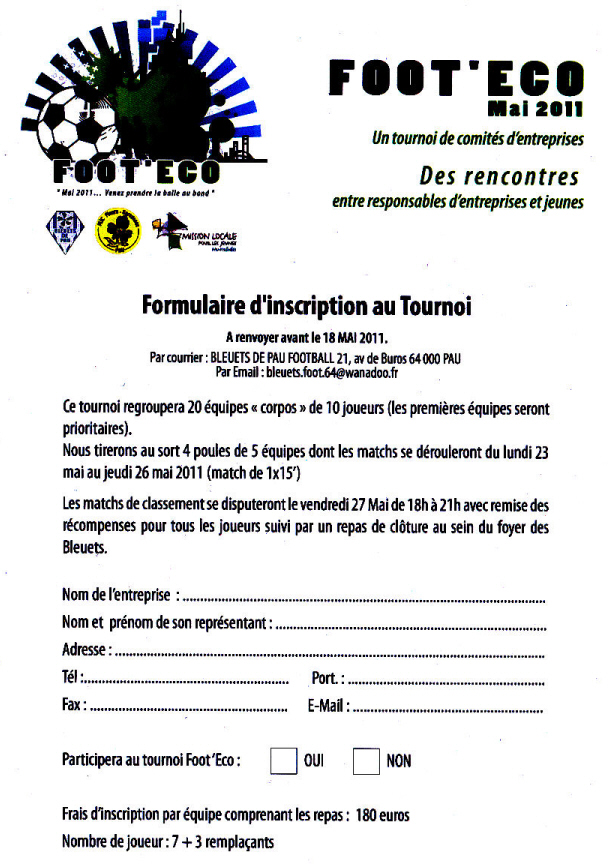 FOOT'ECO
Mai 2011
Un tournoi de comités d'entreprises
Des rencontres
entre responsables d'entreprises et jeunes
FOOT'ECO
" Mai 2011... Venez prendre la balle au bond "
BLEUETS
DE PAU
MISSION LOCALE
POUR LES JEUNES
Formulaire d'inscription au Tournoi
A renvoyer avant le 18 MAI 2011.
Par courrier : BLEUETS DE PAU FOOTBALL 21, av de Buros 64 000 PAU
Par Email : bleuets.foot.64@wanadoo.fr
Ce tournoi regroupera 20 équipes « corpos » de 10 joueurs (les premières équipes seront
prioritaires).
Nous tirerons au sort 4 poules de 5 équipes dont les matchs se dérouleront du lundi 23
mai au jeudi 26 mai 2011 (match de 1x15')
Les matchs de classement se disputeront le vendredi 27 Mai de 18h à 21h avec remise des
récompenses pour tous les joueurs suivi par un repas de clôture au sein du foyer des
Bleuets.
Nom de l'entreprise : ..........
Nom et prénom de son représentant : ..........
Adresse : ..........
Tél :.......... Port. : ..........
Fax : .......... E-Mail : ..........
Participera au tournoi Foot'Eco : OUI NON
Frais d'inscription par équipe comprenant les repas : 180 euros
Nombre de joueur : 7 + 3 remplaçants